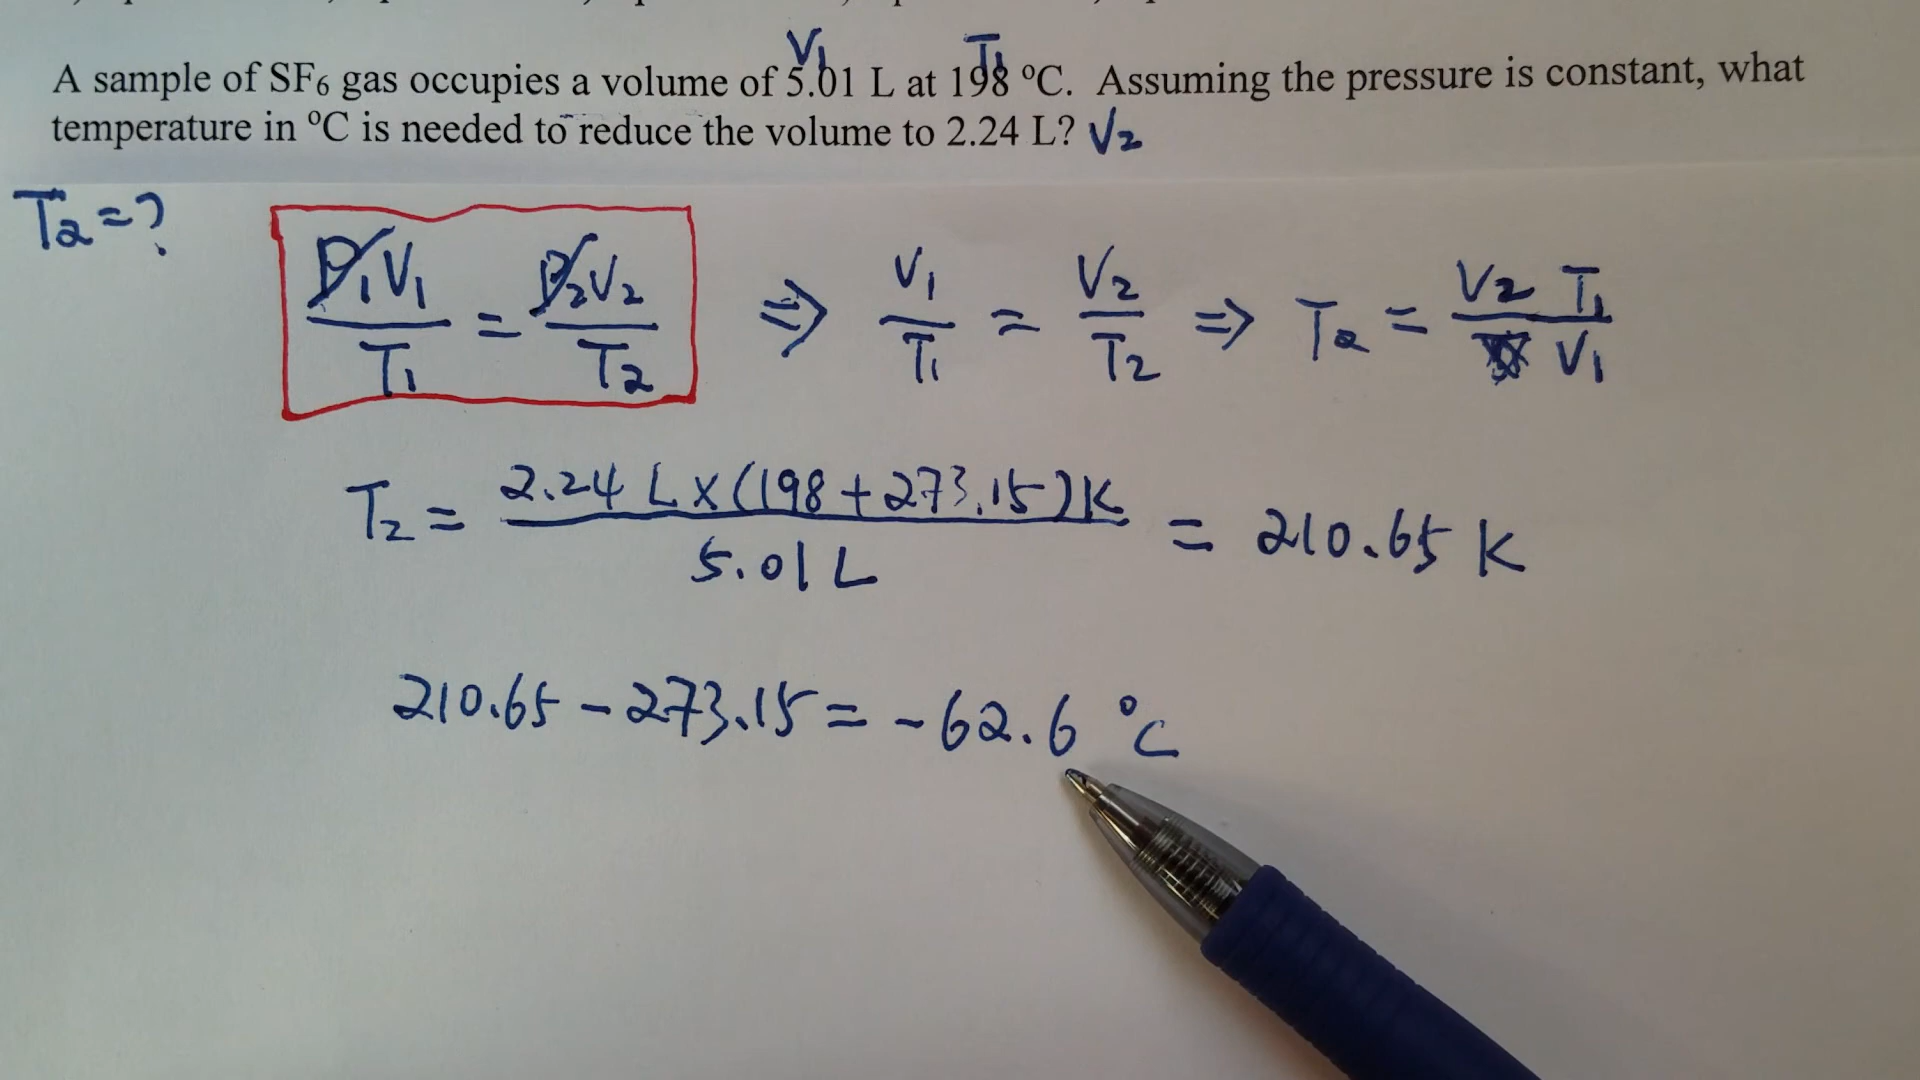 V1 T1
A sample of SF6 gas occupies a volume of 5.01 L at 198 ºC. Assuming the pressure is constant, what
temperature in ºC is needed to reduce the volume to 2.24 L? V2
T2 = ?
P1V1/T1 = P2V2/T2 ⇒ V1/T1 = V2/T2 ⇒ T2 = V2 T1/V1
T2 = 2.24 L x (198 + 273.15) K/5.01 L = 210.65 K
210.65 - 273.15 = -62.6 °C